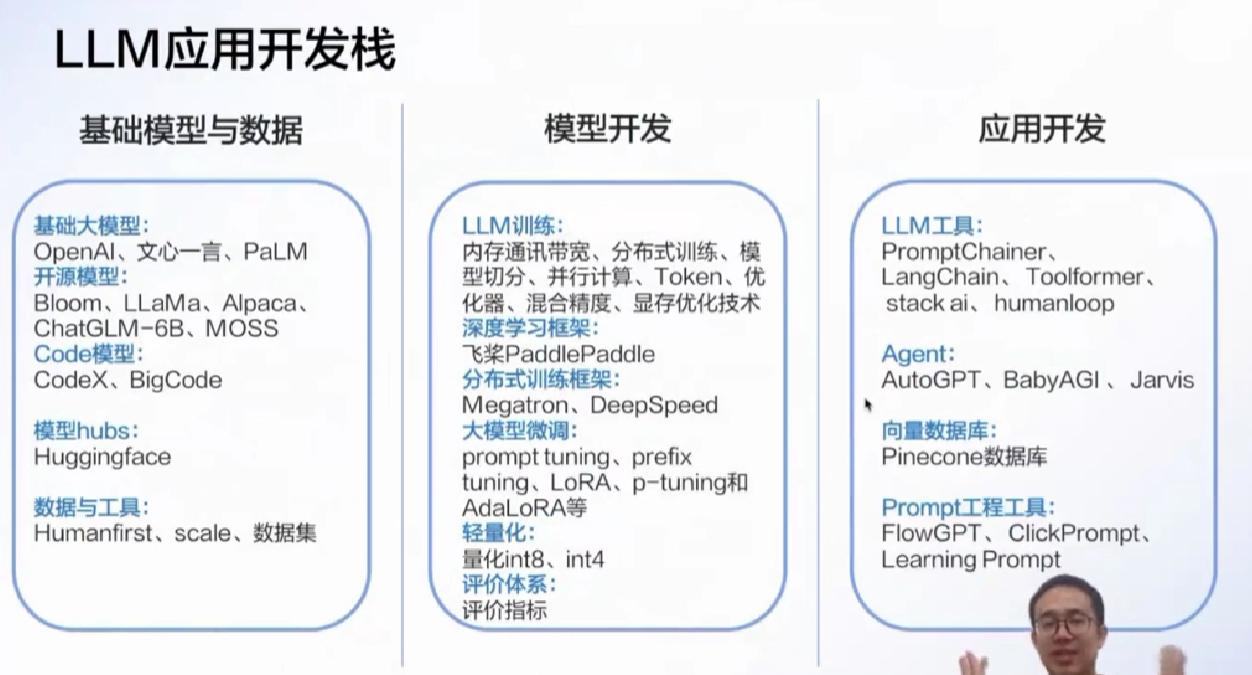 LLM应用开发栈
基础模型与数据
基础大模型：
OpenAI、文心一言、PaLM
开源模型：
Bloom、LLaMa、Alpaca、
ChatGLM-6B、MOSS
Code模型：
CodeX、BigCode
模型hubs：
Huggingface
数据与工具：
Humanfirst、scale、数据集
模型开发
LLM训练：
内存通讯带宽、分布式训练、模
型切分、并行计算、Token、优
化器、混合精度、显存优化技术
深度学习框架：
飞桨PaddlePaddle
分布式训练框架：
Megatron、DeepSpeed
大模型微调：
prompt tuning、prefix
tuning、LoRA、p-tuning和
AdaLoRA等
轻量化：
量化int8、int4
评价体系：
评价指标
应用开发
LLM工具：
PromptChainer、
LangChain、Toolformer、
stack ai、humanloop
Agent：
AutoGPT、BabyAGI 、Jarvis
向量数据库：
Pinecone数据库
Prompt工程工具：
FlowGPT、ClickPrompt、
Learning Prompt